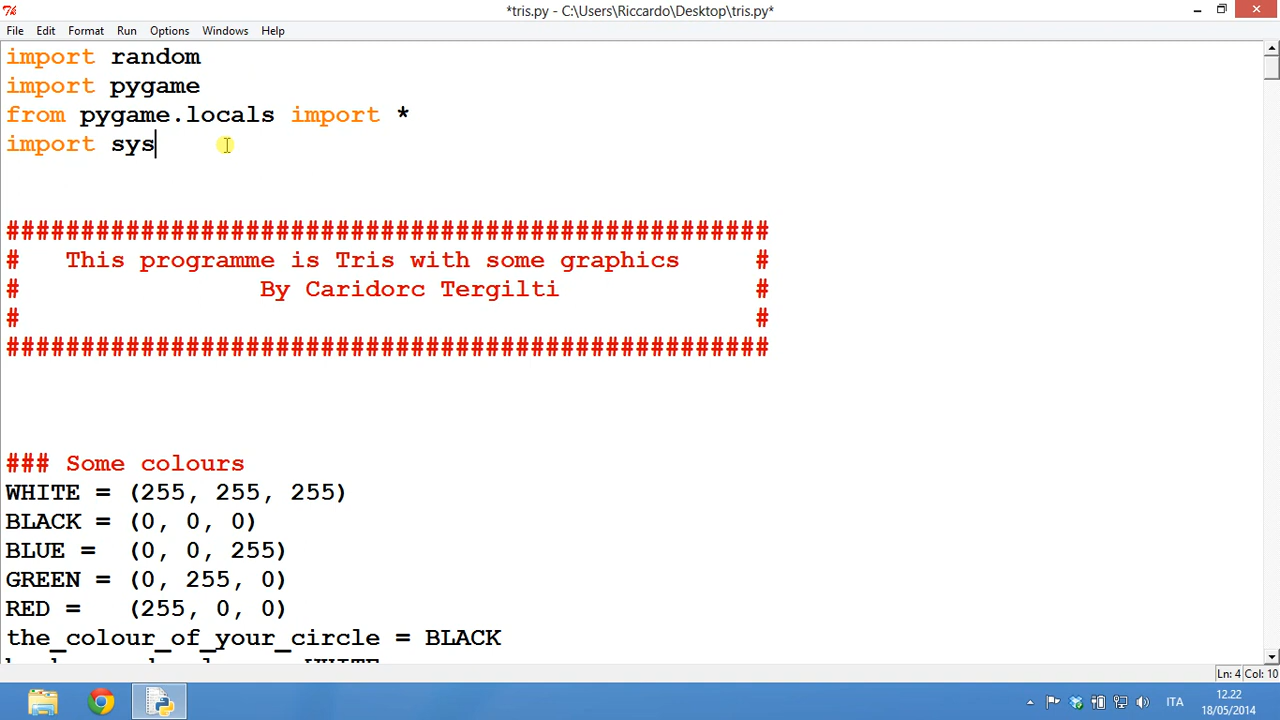 *tris.py - C:\Users\Riccardo\Desktop\tris.py*
File Edit Format Run Options Windows Help
import random
import pygame
from pygame.locals import *
import sys
###################################################
#   This programme is Tris with some graphics     #
#                By Caridorc Tergilti             #
#                                                 #
###################################################
### Some colours
WHITE = (255, 255, 255)
BLACK = (0, 0, 0)
BLUE =  (0, 0, 255)
GREEN = (0, 255, 0)
RED =   (255, 0, 0)
the_colour_of_your_circle = BLACK
Ln: 4 Col: 10
ITA
12.22
18/05/2014